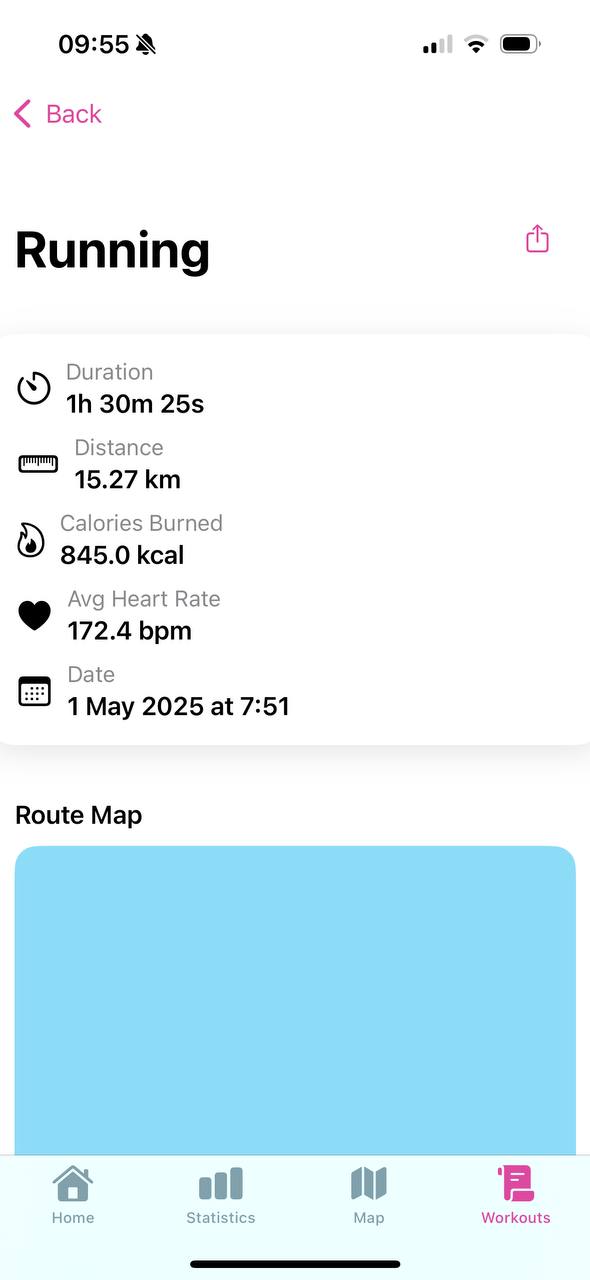 09:55
Back
Running
Duration
1h 30m 25s
Distance
15.27 km
Calories Burned
845.0 kcal
Avg Heart Rate
172.4 bpm
Date
1 May 2025 at 7:51
Route Map
Home
Statistics
Map
Workouts